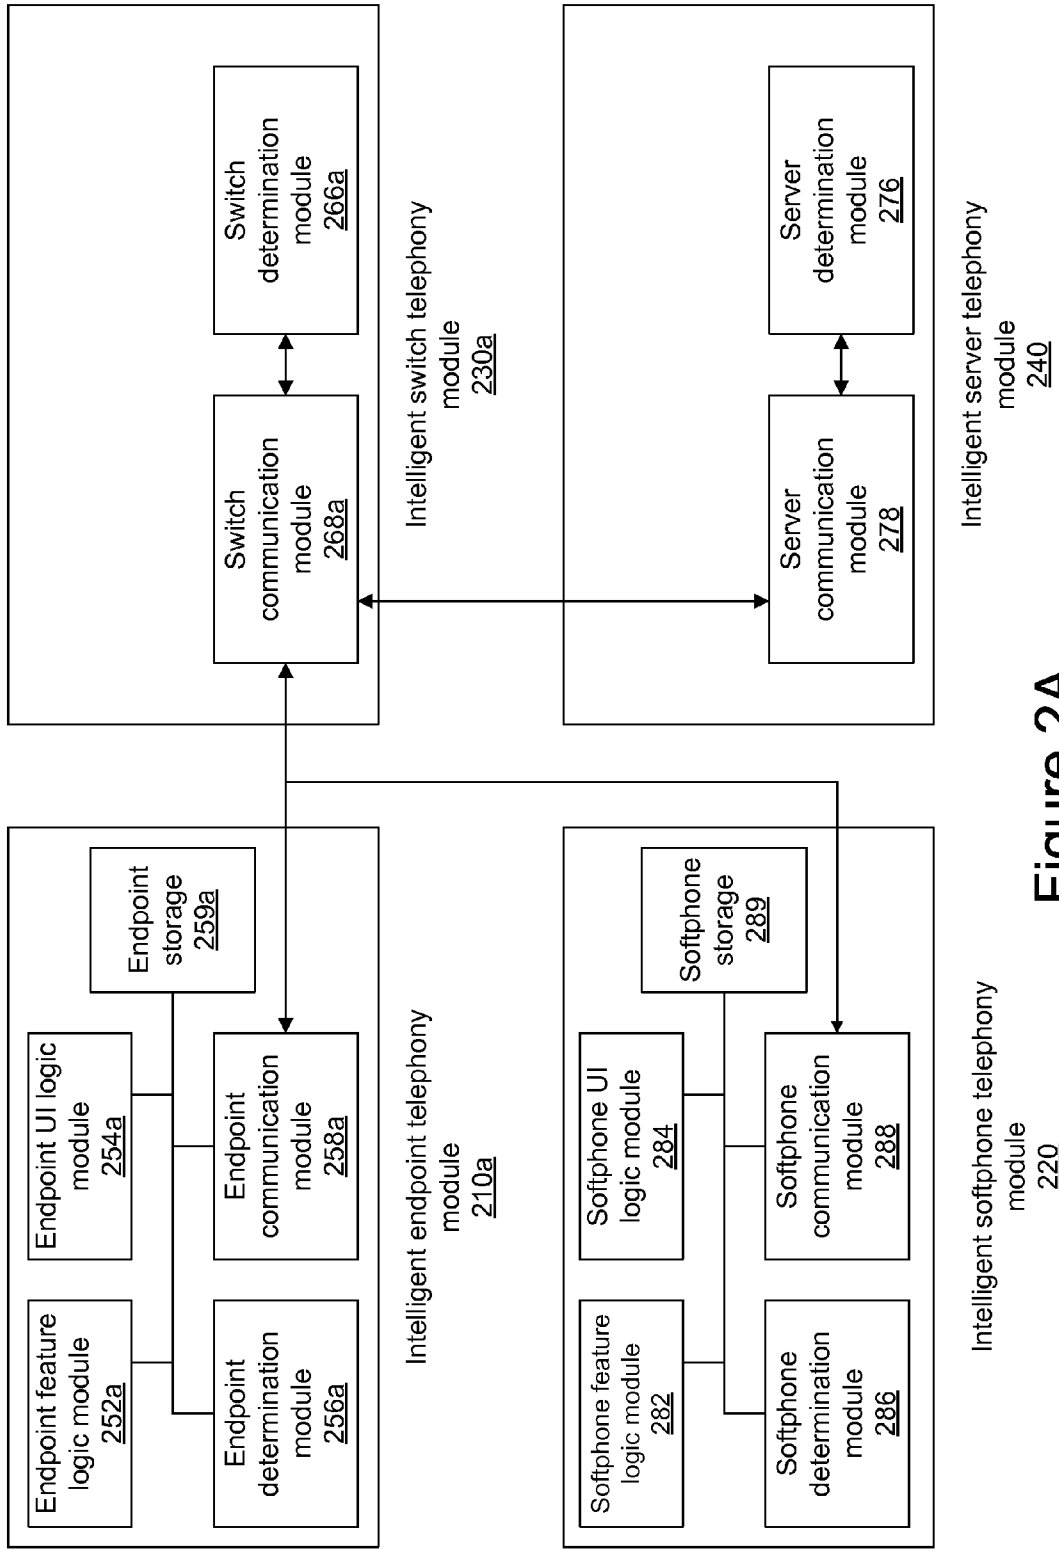 Endpoint feature
logic module
252a
Endpoint UI logic
module
254a
Endpoint
storage
259a
Endpoint
determination
module
256a
Endpoint
communication
module
258a
Intelligent endpoint telephony
module
210a
Switch
communication
module
268a
Switch
determination
module
266a
Intelligent switch telephony
module
230a
Softphone feature
logic module
282
Softphone UI
logic module
284
Softphone
storage
289
Softphone
determination
module
286
Softphone
communication
module
288
Intelligent softphone telephony
module
220
Server
communication
module
278
Server
determination
module
276
Intelligent server telephony
module
240
Figure 2A